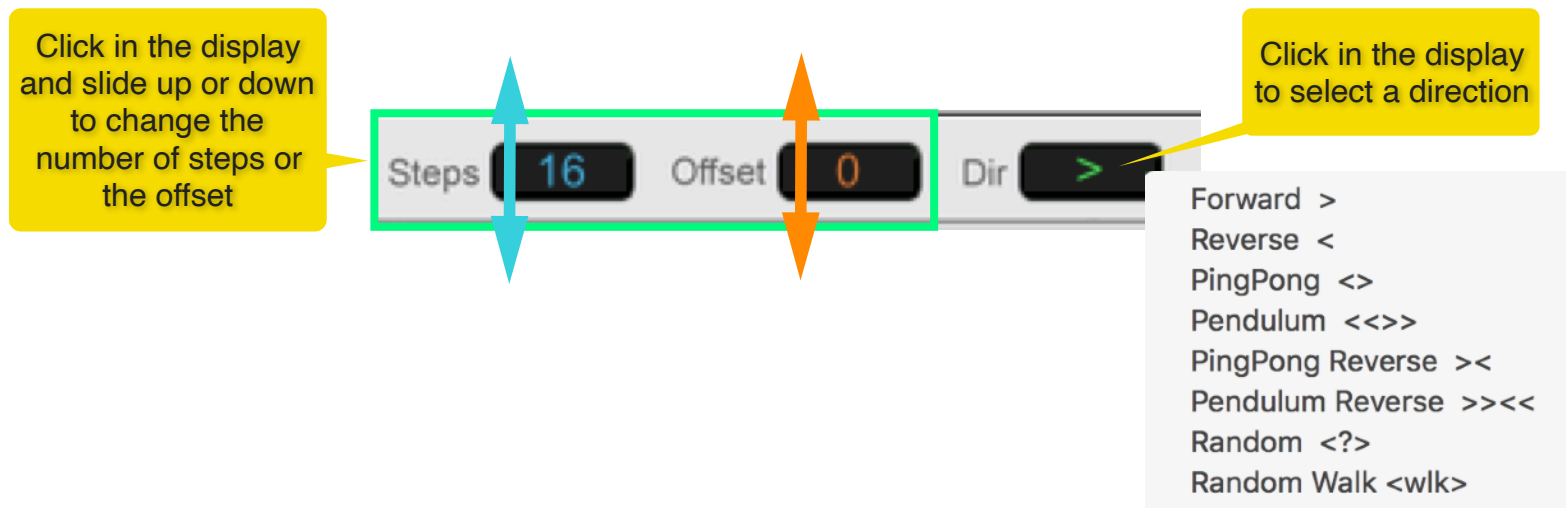 Click in the display
and slide up or down
to change the
number of steps or
the offset
Click in the display
to select a direction
Steps 16 Offset 0 Dir >
Forward >
Reverse <
PingPong <>
Pendulum <<>>
PingPong Reverse ><
Pendulum Reverse >><<
Random <?>
Random Walk <wlk>